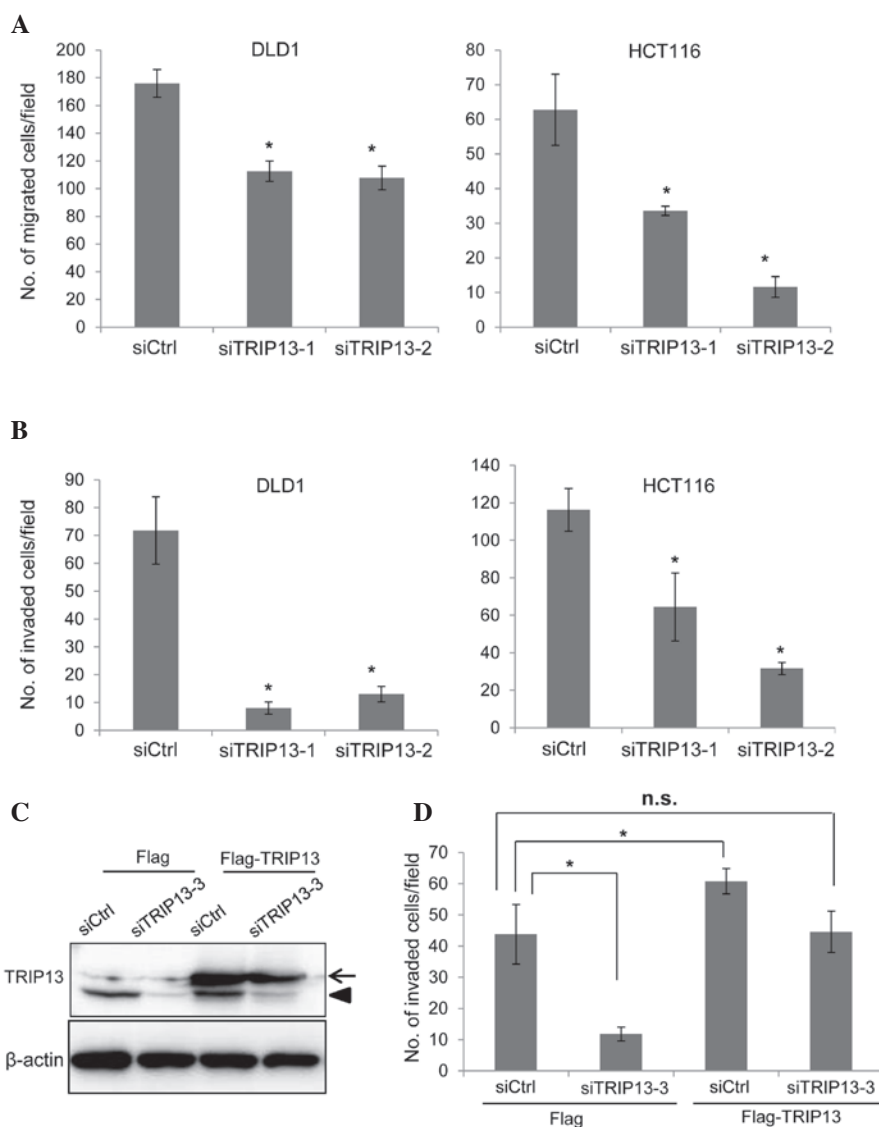 A
DLD1
No. of migrated cells/field
200
180
160
140
120
100
80
60
40
20
0
*
*
siCtrl
siTRIP13-1
siTRIP13-2
HCT116
80
70
60
50
40
30
20
10
0
*
*
siCtrl
siTRIP13-1
siTRIP13-2
B
DLD1
No. of invaded cells/field
90
80
70
60
50
40
30
20
10
0
*
*
siCtrl
siTRIP13-1
siTRIP13-2
HCT116
140
120
100
80
60
40
20
0
*
*
siCtrl
siTRIP13-1
siTRIP13-2
C
Flag
Flag-TRIP13
siCtrl
siTRIP13-3
siCtrl
siTRIP13-3
TRIP13
β-actin
D
n.s.
*
*
No. of invaded cells/field
70
60
50
40
30
20
10
0
siCtrl
siTRIP13-3
siCtrl
siTRIP13-3
Flag
Flag-TRIP13